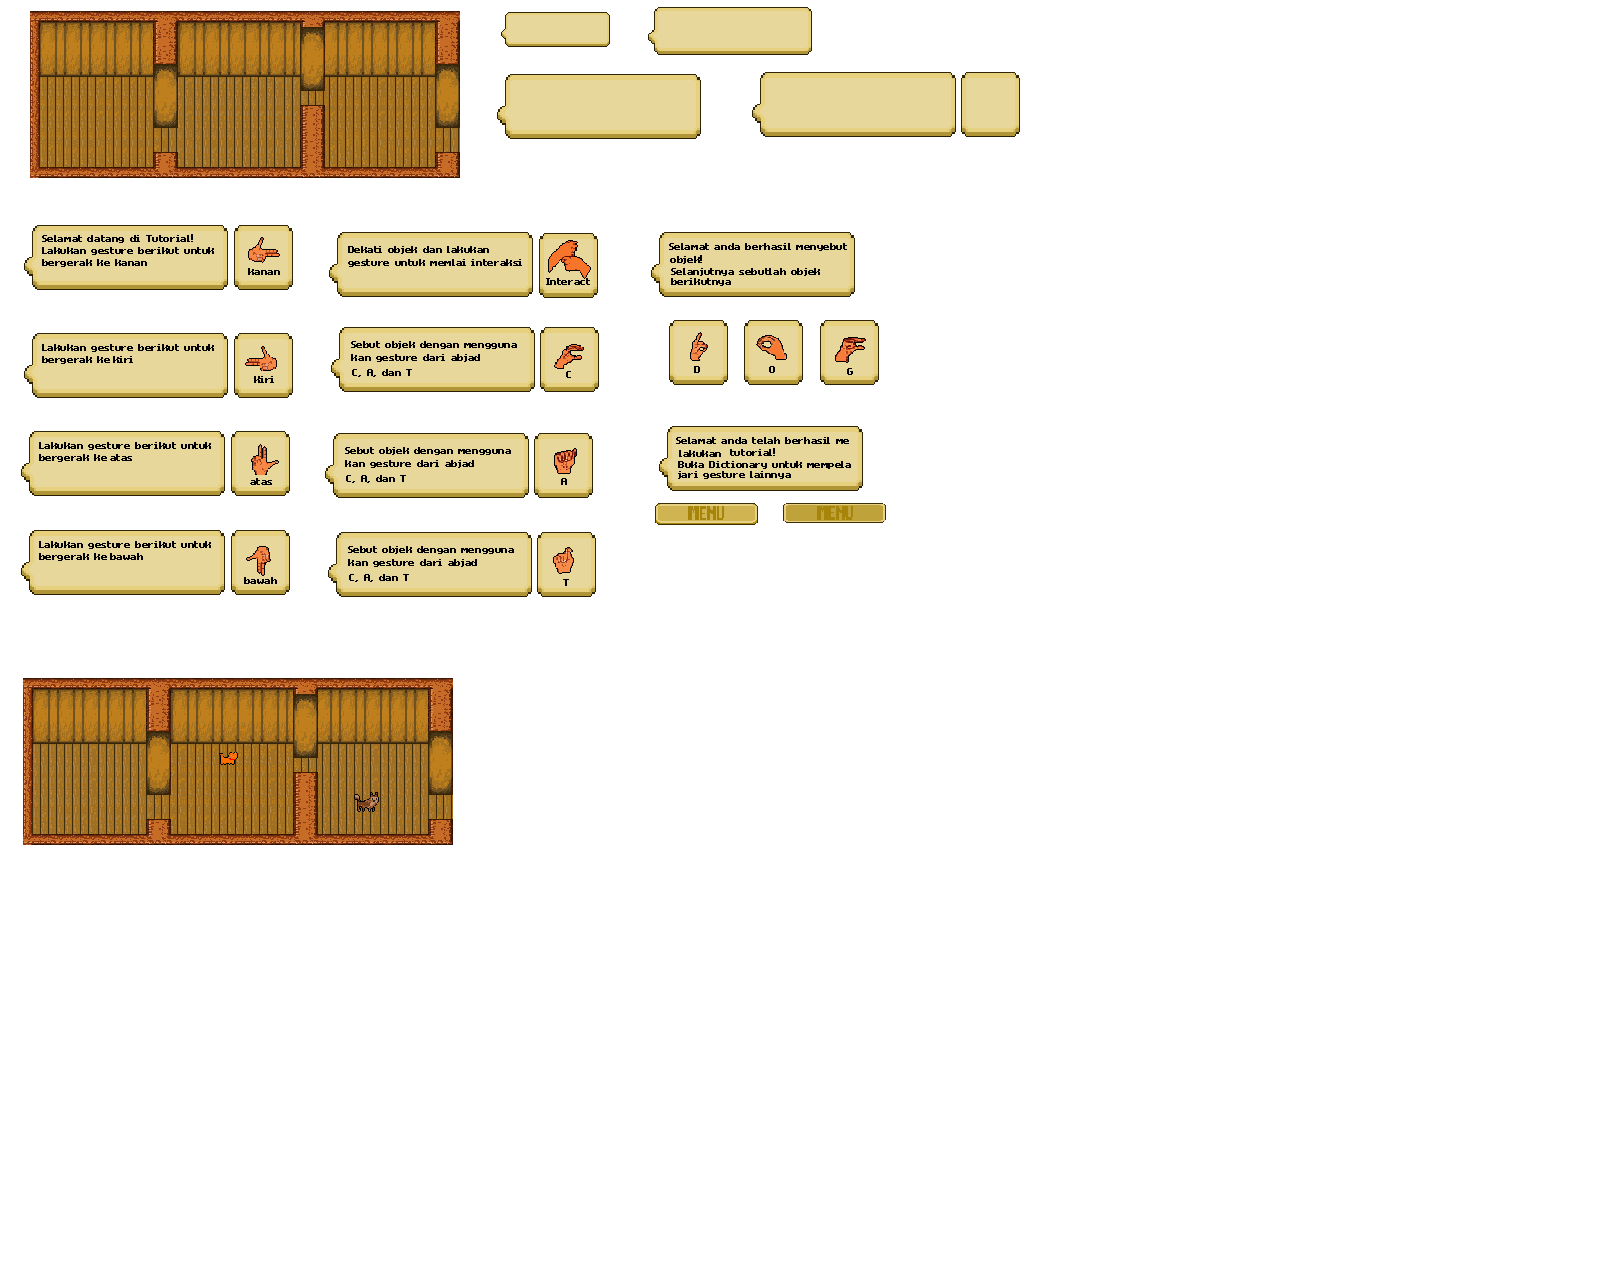 Selamat datang di Tutorial!
Lakukan gesture berikut untuk
bergerak ke kanan
kanan
Lakukan gesture berikut untuk
bergerak ke kiri
kiri
Lakukan gesture berikut untuk
bergerak ke atas
atas
Lakukan gesture berikut untuk
bergerak ke bawah
bawah
Dekati objek dan lakukan
gesture untuk memlai interaksi
Interact
Sebut objek dengan mengguna
kan gesture dari abjad
C, A, dan T
C
Sebut objek dengan mengguna
kan gesture dari abjad
C, A, dan T
A
Sebut objek dengan mengguna
kan gesture dari abjad
C, A, dan T
T
Selamat anda berhasil menyebut
objek!
Selanjutnya sebutlah objek
berikutnya
D
O
G
Selamat anda telah berhasil me
lakukan tutorial!
Buka Dictionary untuk mempela
jari gesture lainnya
MENU
MENU